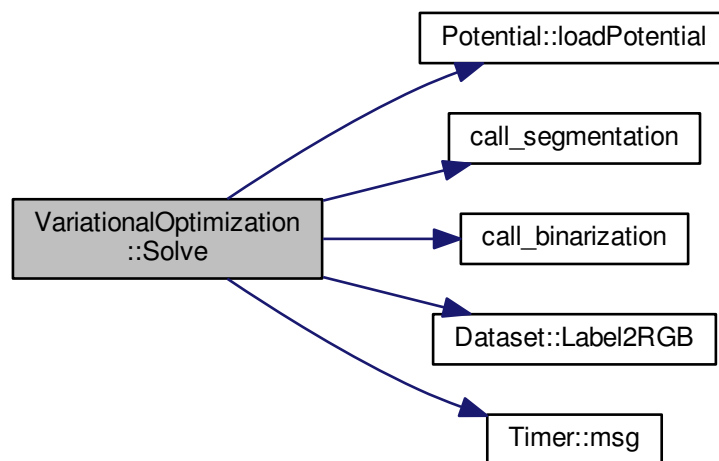 Potential::loadPotential
call_segmentation
VariationalOptimization
::Solve
call_binarization
Dataset::Label2RGB
Timer::msg